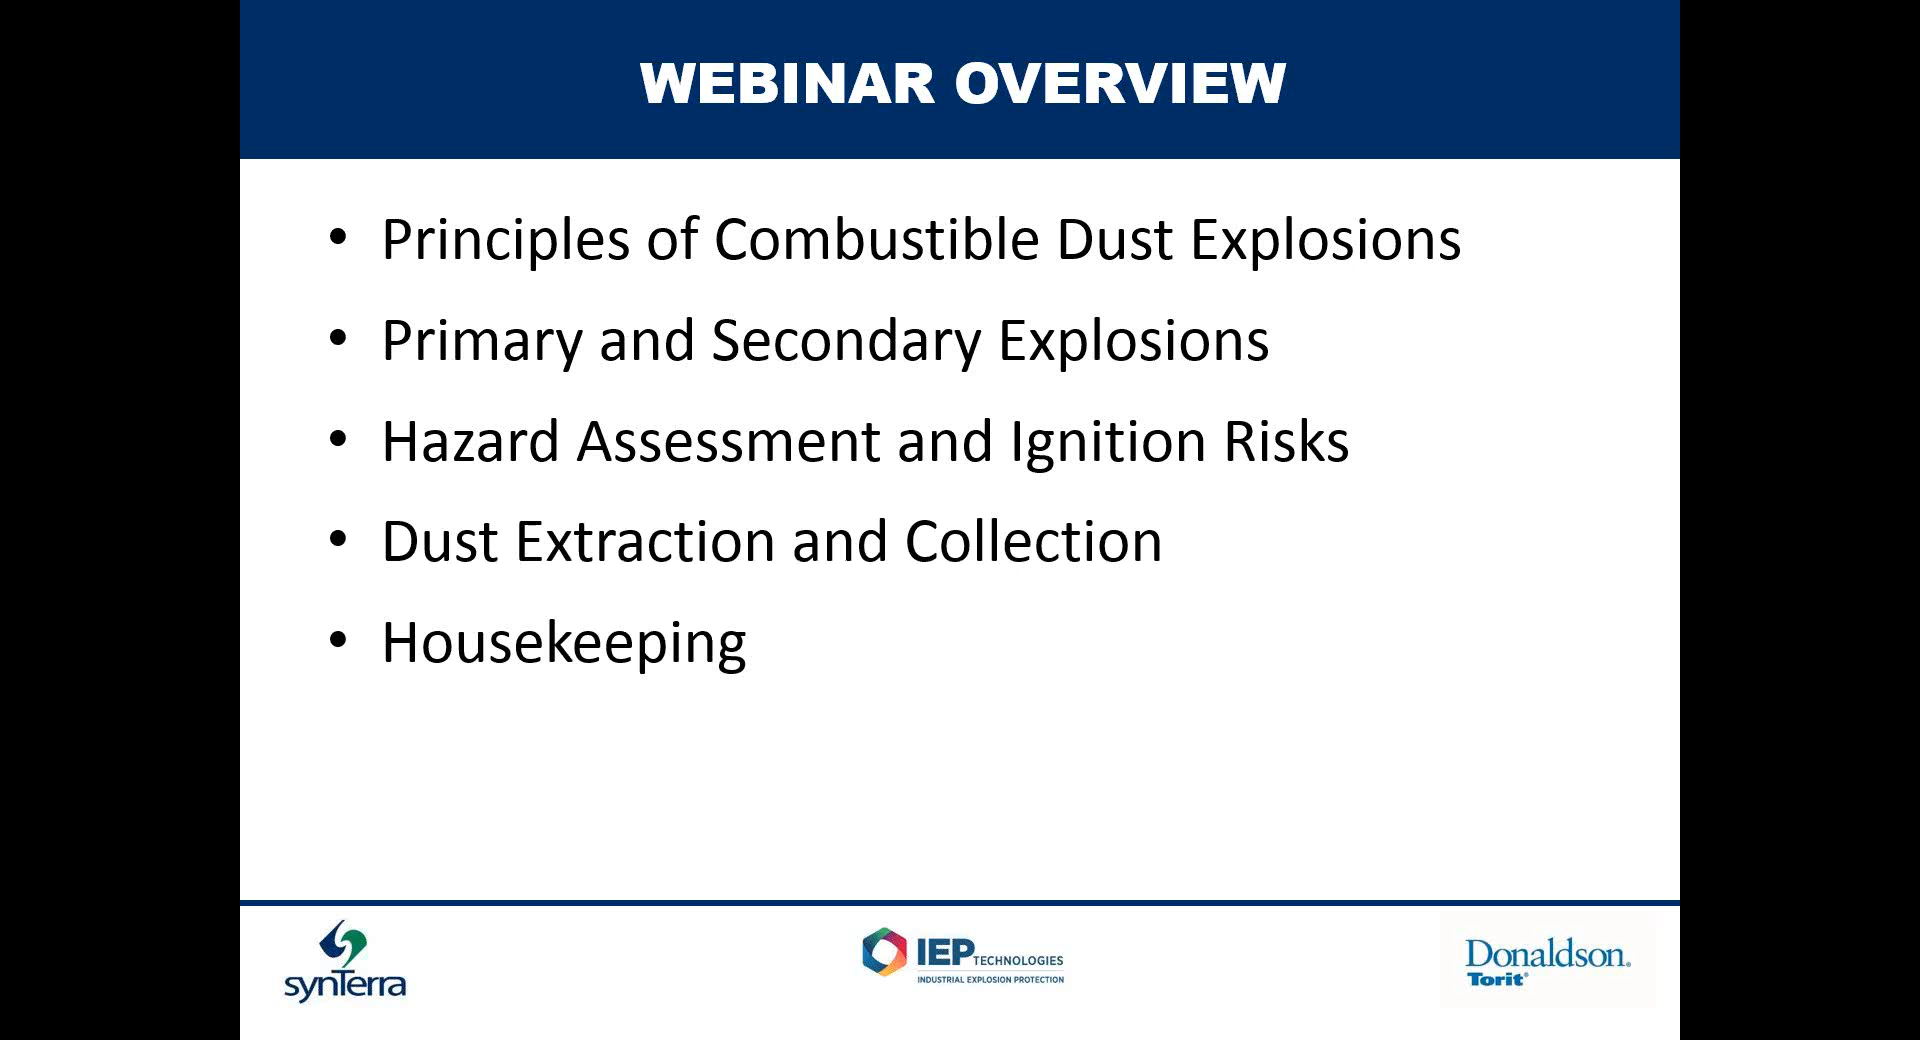 WEBINAR OVERVIEW
• Principles of Combustible Dust Explosions
• Primary and Secondary Explosions
• Hazard Assessment and Ignition Risks
• Dust Extraction and Collection
• Housekeeping
synTerra
IEP TECHNOLOGIES
INDUSTRIAL EXPLOSION PROTECTION
Donaldson®
Torit®